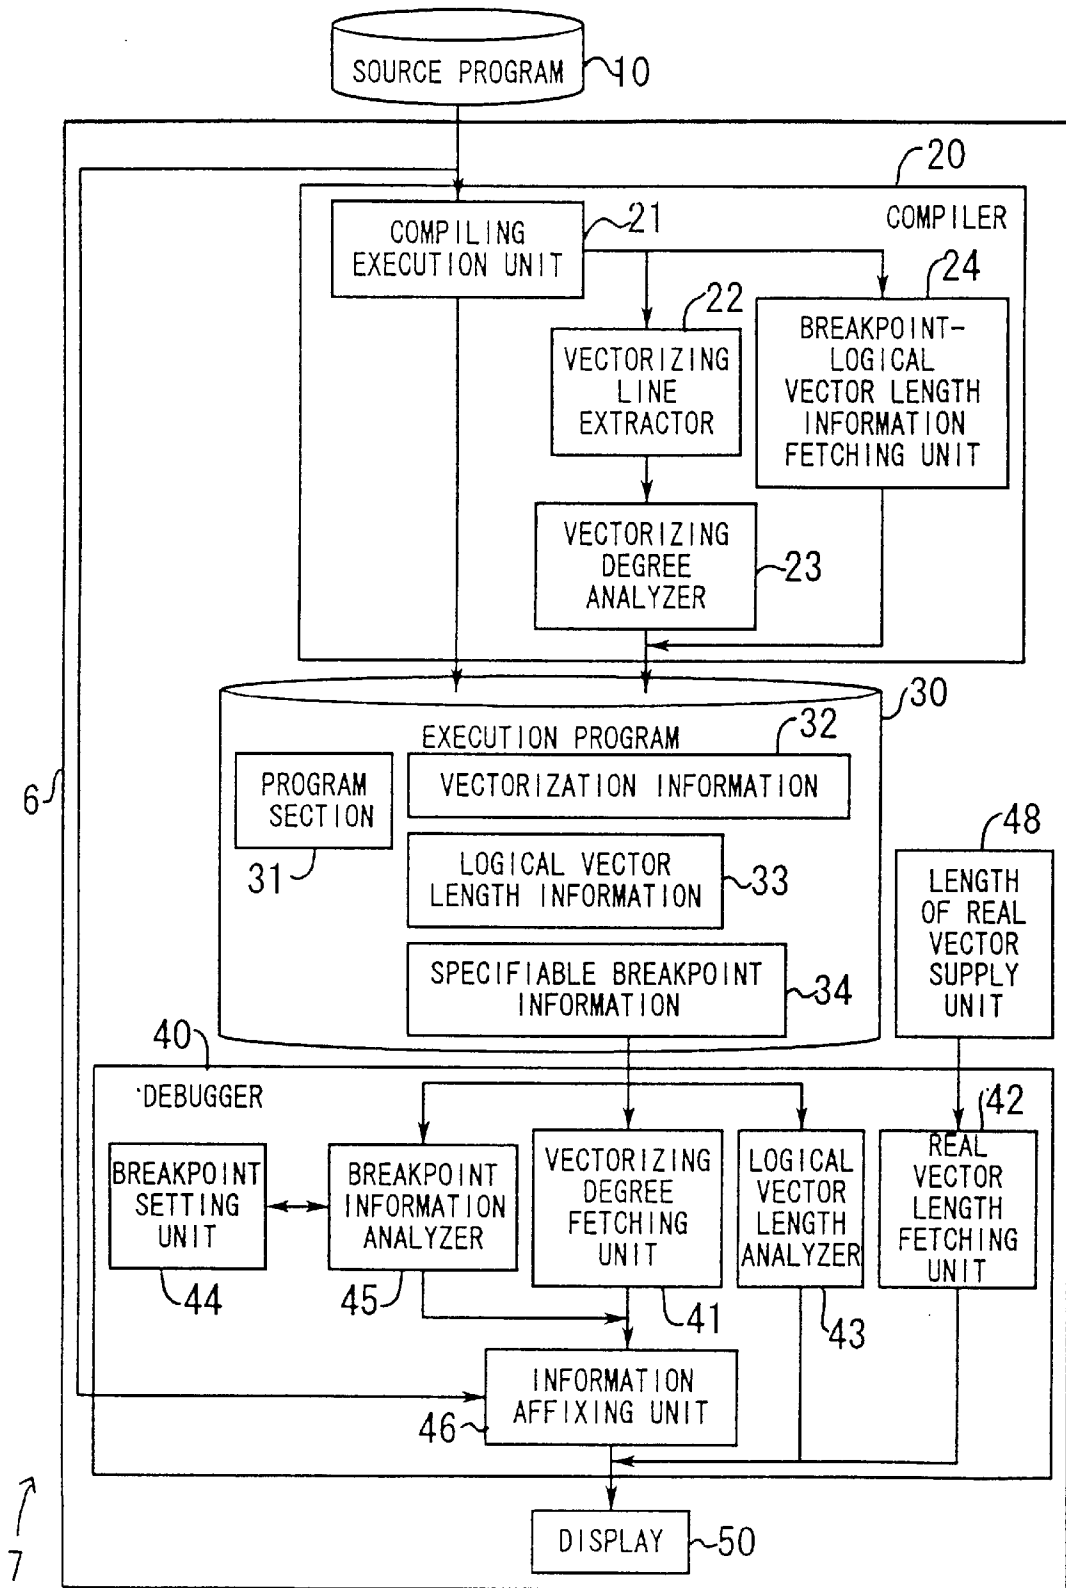 SOURCE PROGRAM
10
20
COMPILER
COMPILING
EXECUTION UNIT
21
22
24
VECTORIZING
LINE
EXTRACTOR
BREAKPOINT-
LOGICAL
VECTOR LENGTH
INFORMATION
FETCHING UNIT
VECTORIZING
DEGREE
ANALYZER
23
30
EXECUTION PROGRAM
32
PROGRAM
SECTION
31
VECTORIZATION INFORMATION
6
LOGICAL VECTOR
LENGTH INFORMATION
33
48
LENGTH
OF REAL
VECTOR
SUPPLY
UNIT
SPECIFIABLE BREAKPOINT
INFORMATION
34
40
DEBUGGER
42
BREAKPOINT
SETTING
UNIT
44
BREAKPOINT
INFORMATION
ANALYZER
45
VECTORIZING
DEGREE
FETCHING
UNIT
41
LOGICAL
VECTOR
LENGTH
ANALYZER
43
REAL
VECTOR
LENGTH
FETCHING
UNIT
INFORMATION
AFFIXING UNIT
46
7
DISPLAY
50